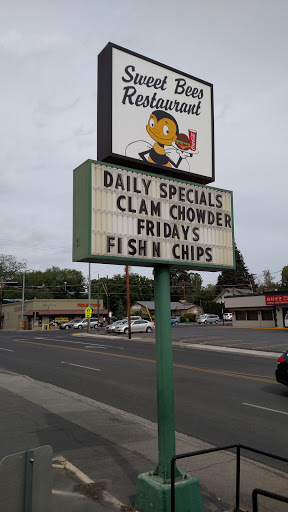 Sweet Bees
Restaurant
DAILY SPECIALS
CLAM CHOWDER
FRIDAYS
FISH N CHIPS